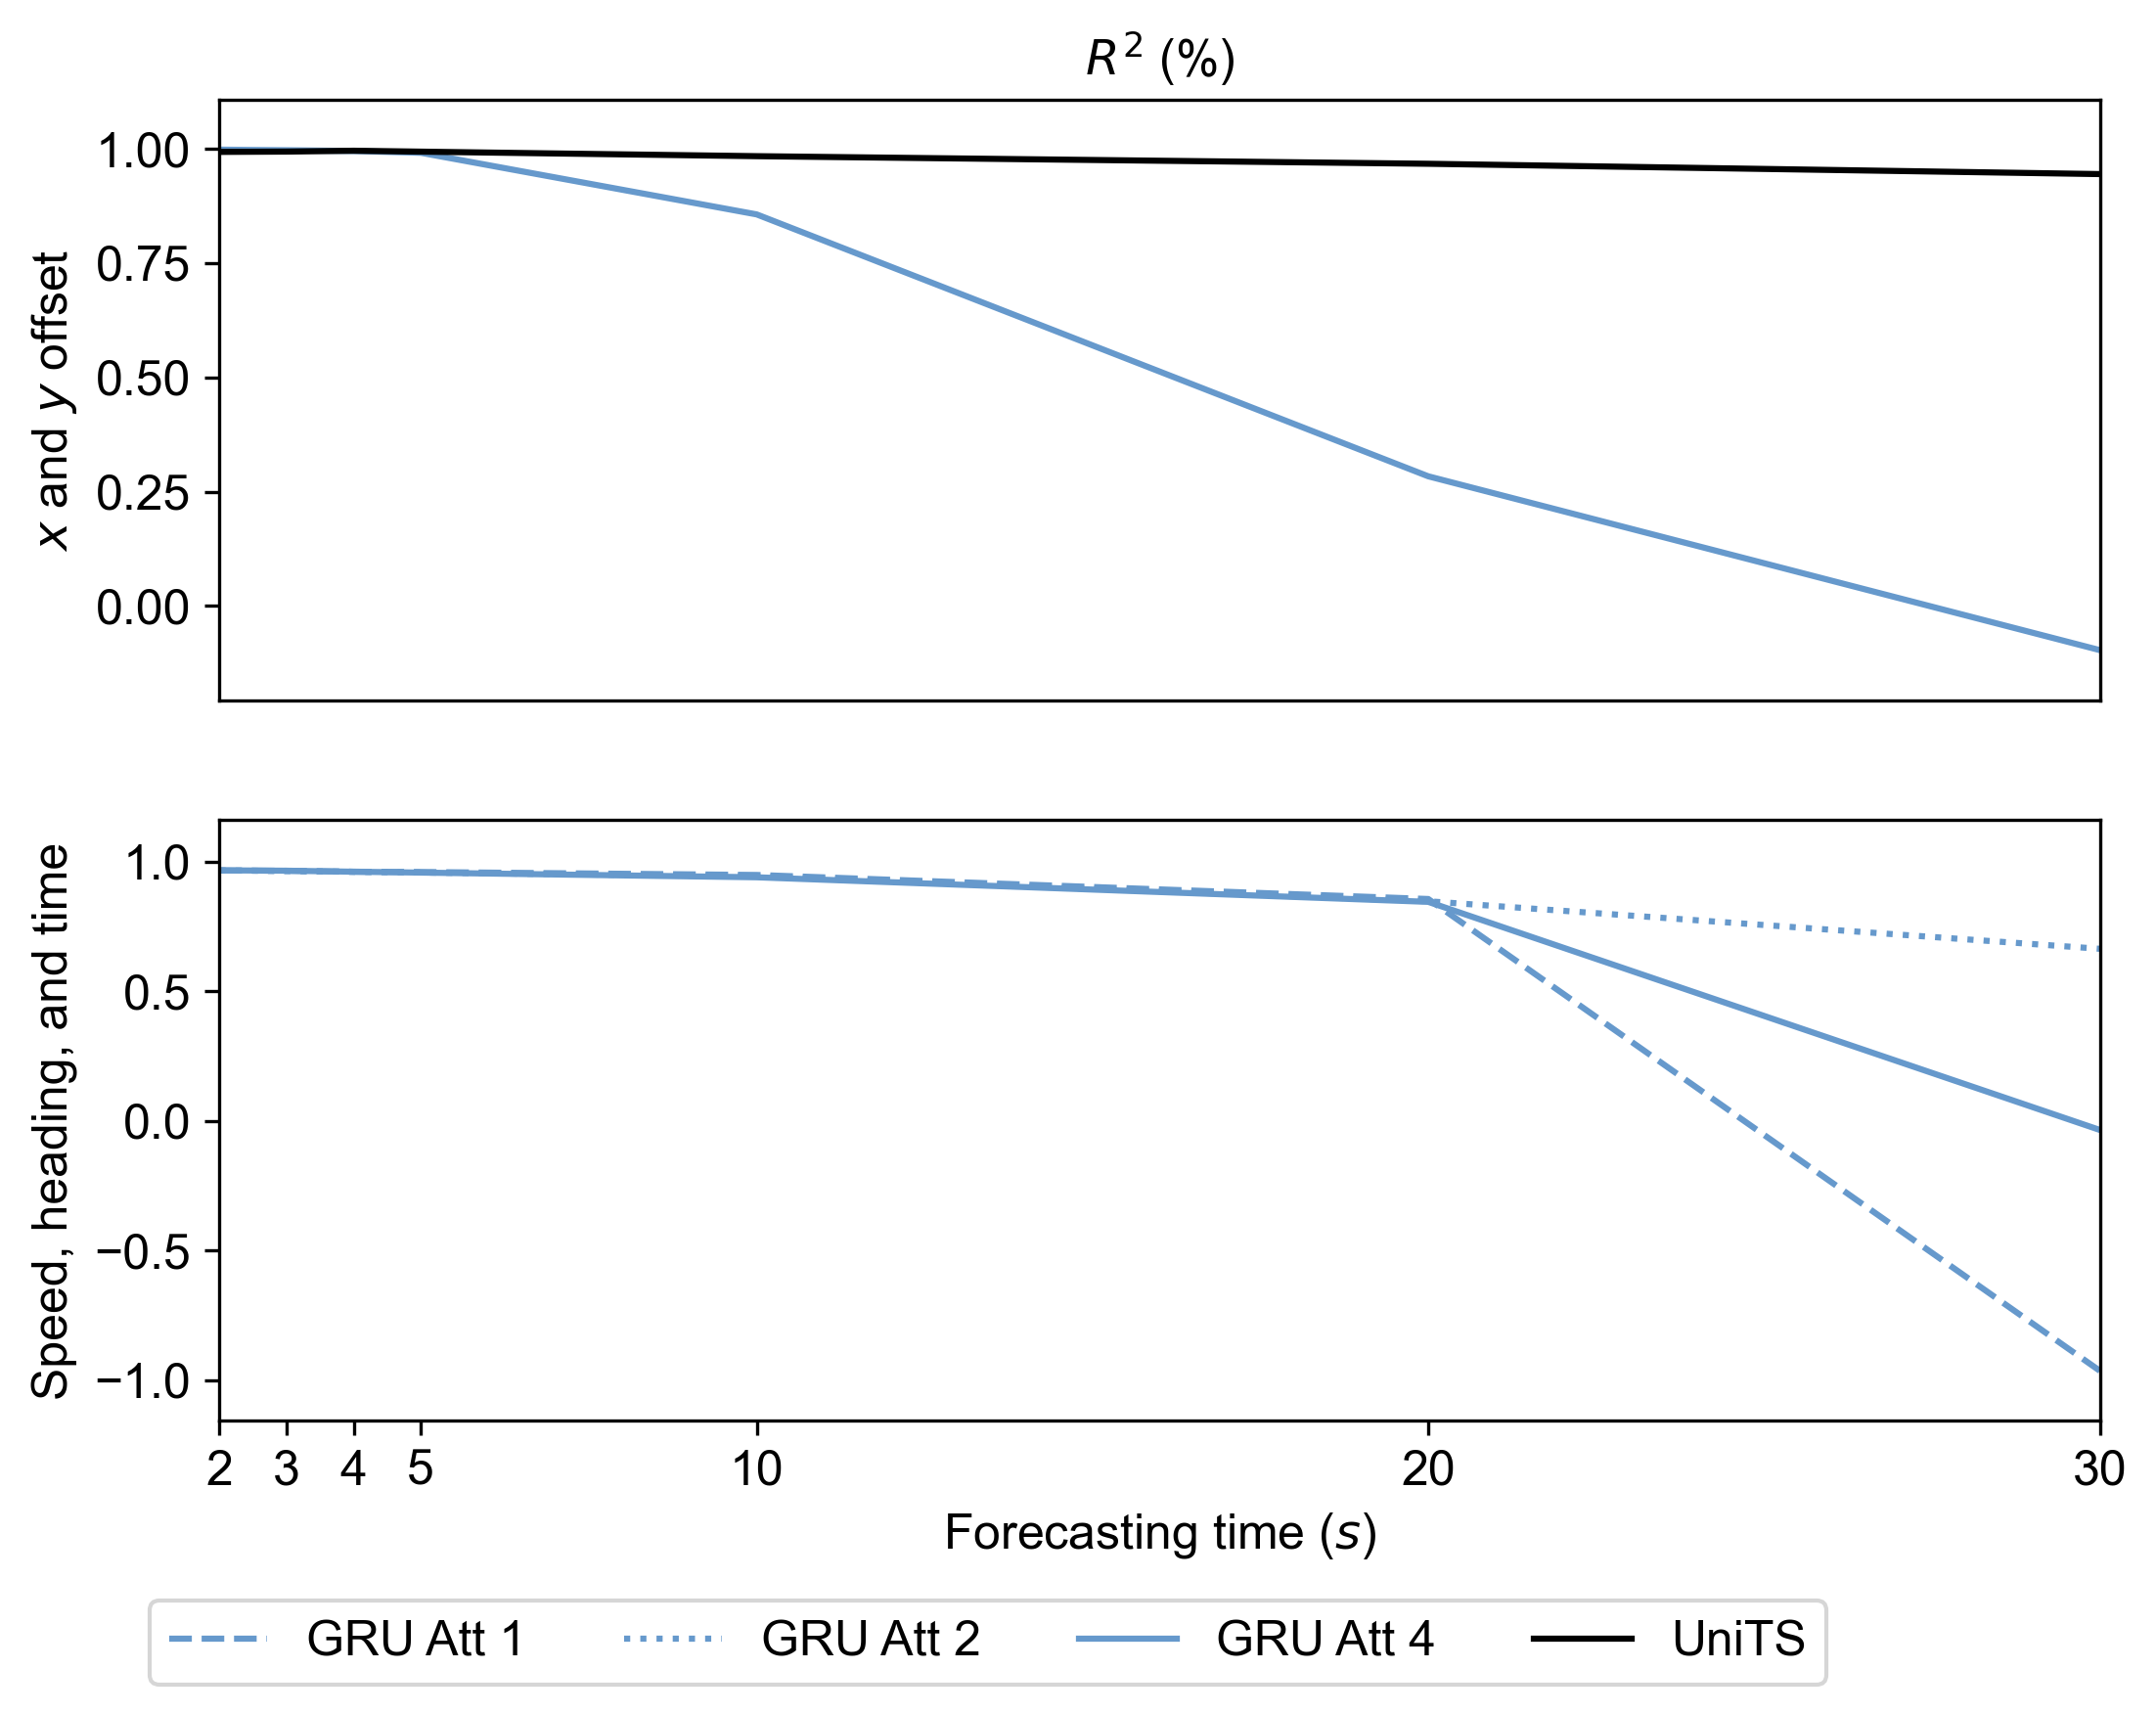 R² (%)
x and y offset
1.00
0.75
0.50
0.25
0.00
Speed, heading, and time
1.0
0.5
0.0
−0.5
−1.0
2 3 4 5 10 20 30
Forecasting time (s)
GRU Att 1 GRU Att 2 GRU Att 4 UniTS